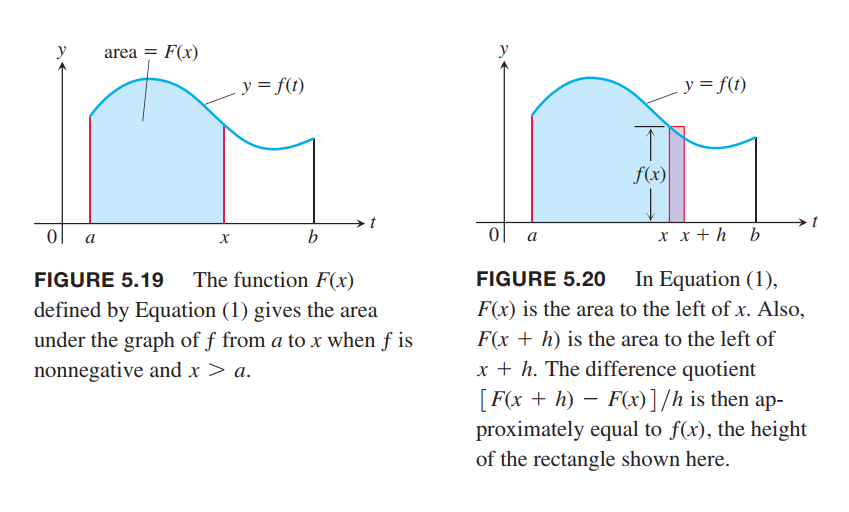 y
area = F(x)
y = f(t)
0
a
x
b
t
FIGURE 5.19 The function F(x)
defined by Equation (1) gives the area
under the graph of f from a to x when f is
nonnegative and x > a.
y
y = f(t)
f(x)
0
a
x
x + h
b
t
FIGURE 5.20 In Equation (1),
F(x) is the area to the left of x. Also,
F(x + h) is the area to the left of
x + h. The difference quotient
[F(x + h) − F(x)]/h is then ap-
proximately equal to f(x), the height
of the rectangle shown here.